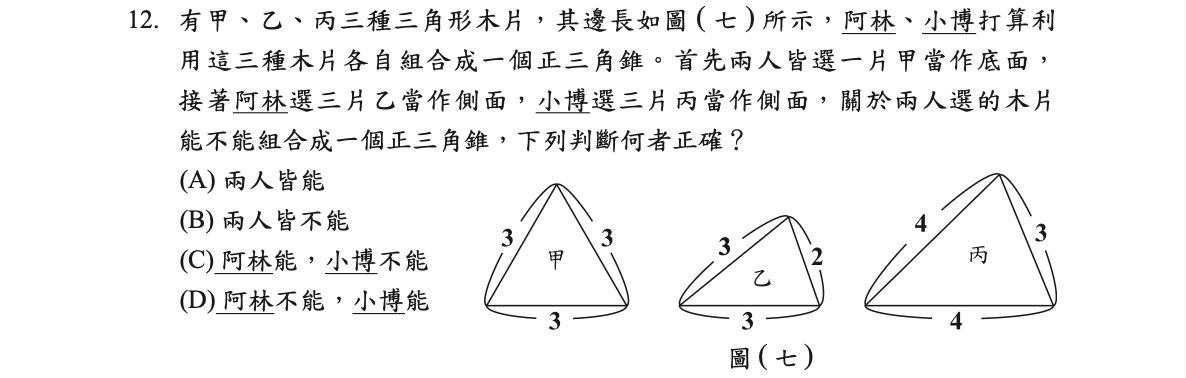 12. 有甲、乙、丙三種三角形木片，其邊長如圖(七)所示，阿林、小博打算利
用這三種木片各自組合成一個正三角錐。首先兩人皆選一片甲當作底面，
接著阿林選三片乙當作側面，小博選三片丙當作側面，關於兩人選的木片
能不能組合成一個正三角錐，下列判斷何者正確？
(A) 兩人皆能
(B) 兩人皆不能
(C) 阿林能，小博不能
(D) 阿林不能，小博能
3 3
甲
3
3 2
乙
3
4 3
丙
4
圖(七)